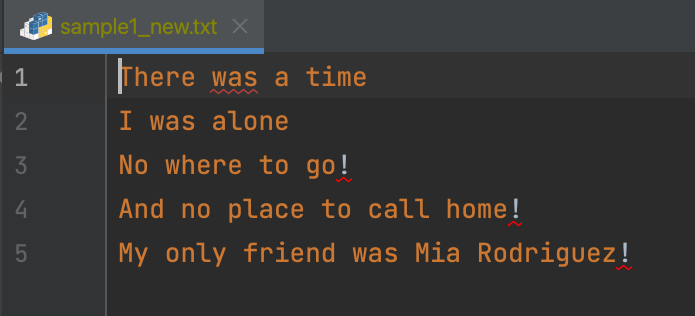 sample1_new.txt
1 There was a time
2 I was alone
3 No where to go!
4 And no place to call home!
5 My only friend was Mia Rodriguez!